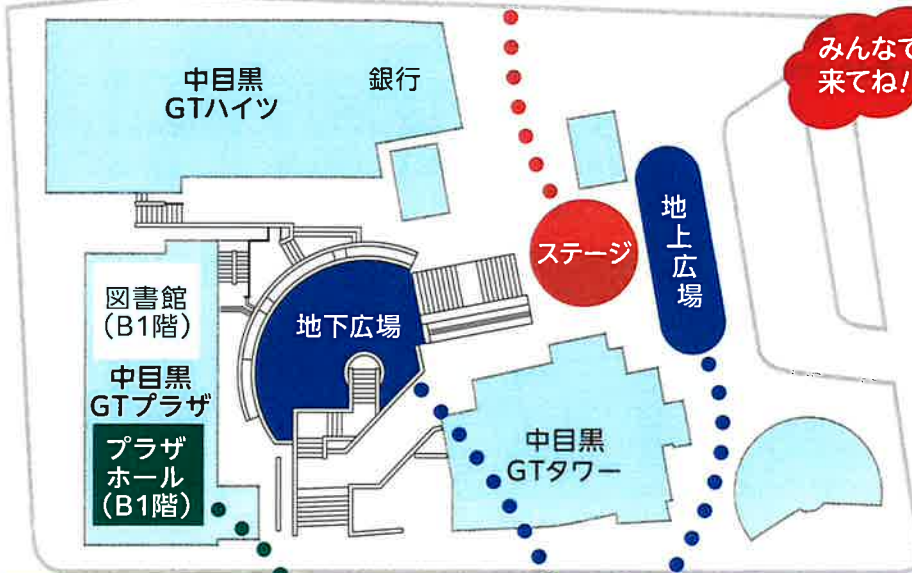 みんなで
来てね!
中目黒
GTハイツ
銀行
ステージ
地上広場
図書館
(B1階)
地下広場
中目黒
GTプラザ
プラザ
ホール
(B1階)
中目黒
GTタワー